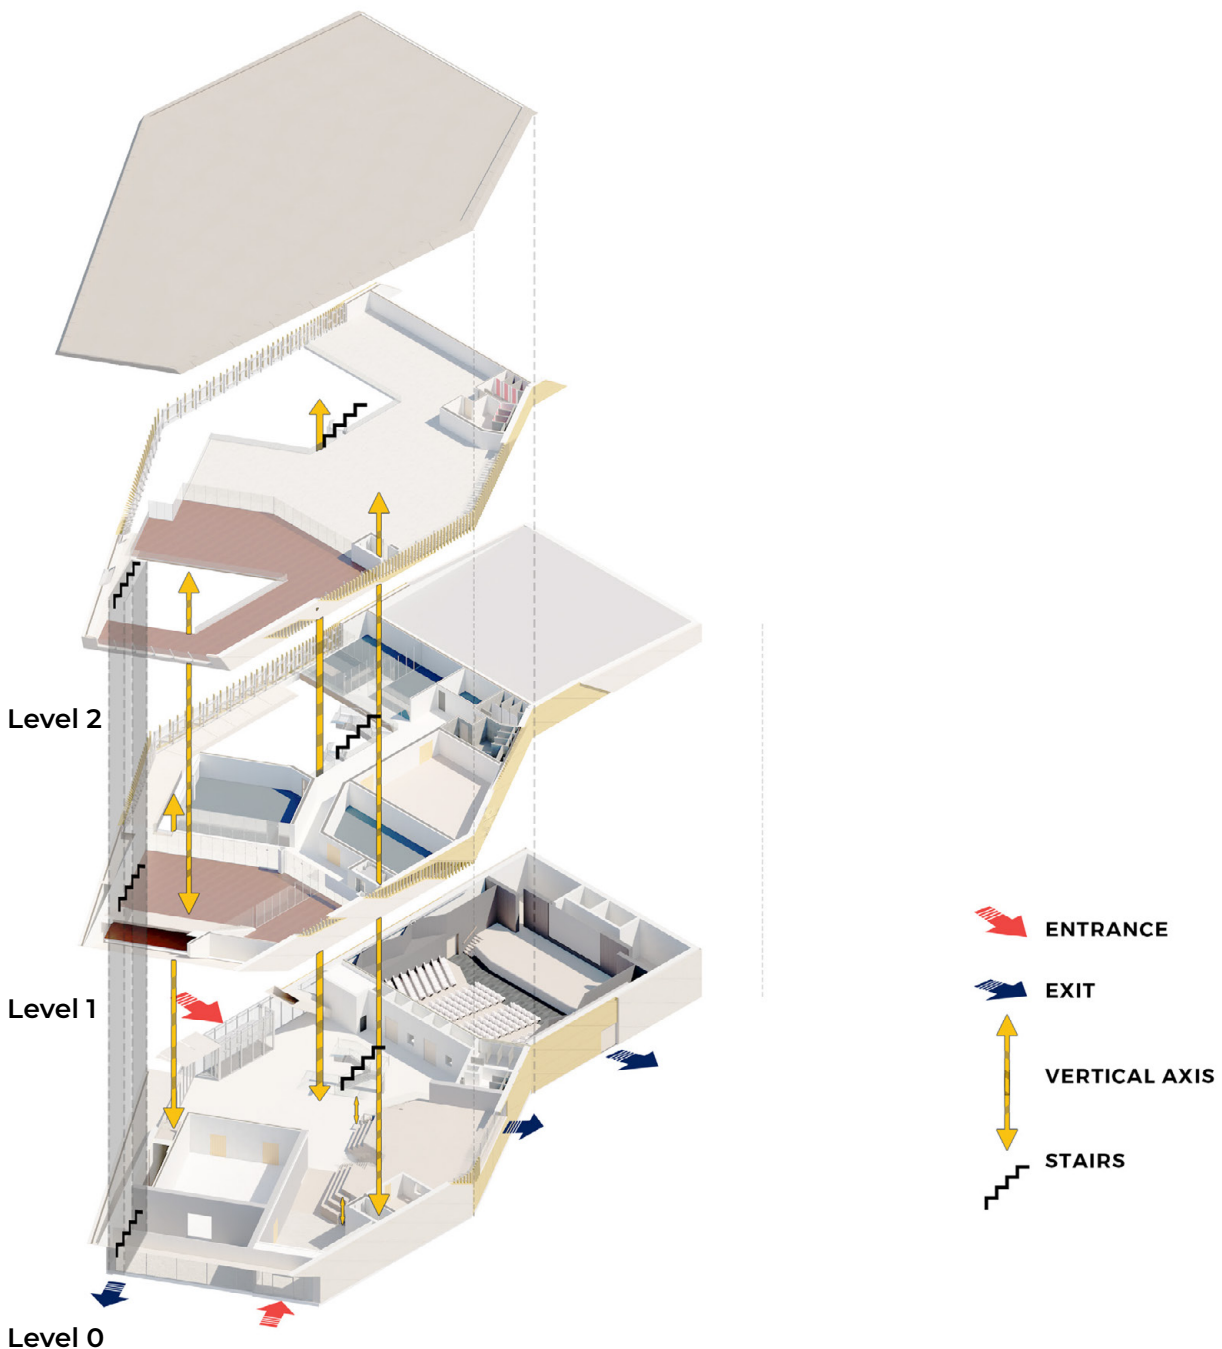 Level 2
Level 1
Level 0
ENTRANCE
EXIT
VERTICAL AXIS
STAIRS